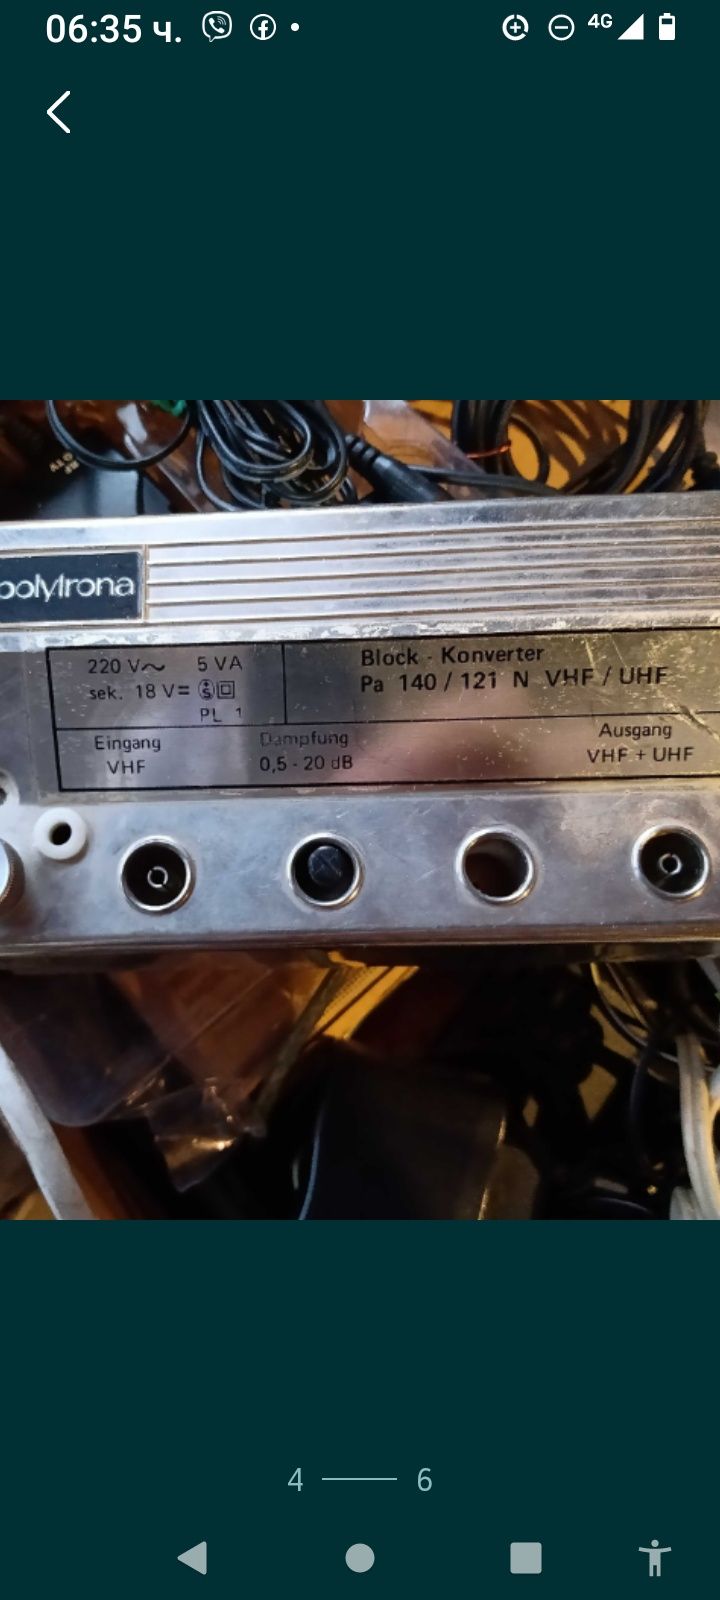 06:35 ч.
4G
polytrona
220 V~ 5 VA
sek. 18 V=
PL 1
Block - Konverter
Pa 140 / 121 N VHF / UHF
Eingang
VHF
Dämpfung
0,5 - 20 dB
Ausgang
VHF + UHF
4
6